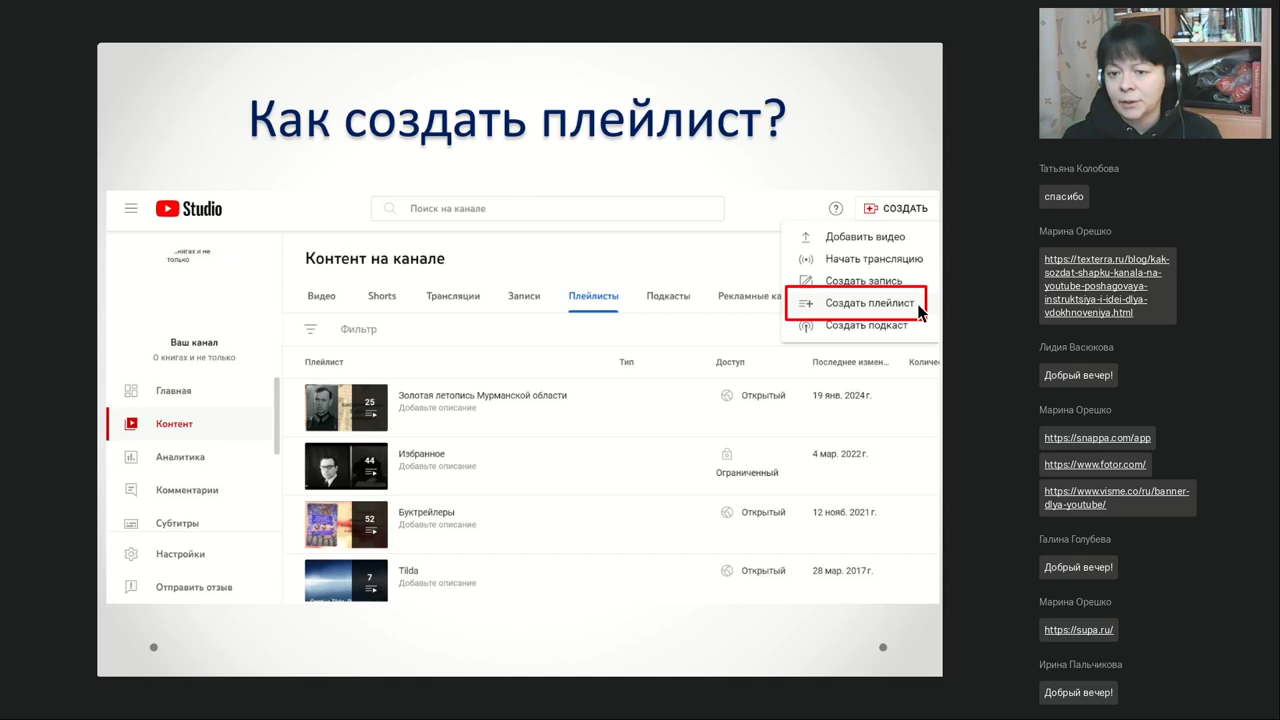 Как создать плейлист?
Studio
Поиск на канале
СОЗДАТЬ
Добавить видео
Начать трансляцию
Создать запись
Создать плейлист
Создать подкаст
только
Ваш канал
О книгах и не только
Главная
Контент
Аналитика
Комментарии
Субтитры
Настройки
Отправить отзыв
Контент на канале
Видео Shorts Трансляции Записи Плейлисты Подкасты Рекламные ка
Фильтр
Плейлист Тип Доступ Последнее измен... Количе
25 Золотая летопись Мурманской области Открытый 19 янв. 2024 г.
Добавьте описание
44 Избранное 4 мар. 2022 г.
Добавьте описание Ограниченный
52 Буктрейлеры Открытый 12 нояб. 2021 г.
Добавьте описание
7 Tilda Открытый 28 мар. 2017 г.
Добавьте описание
Татьяна Колобова
спасибо
Марина Орешко
https://texterra.ru/blog/kak-
sozdat-shapku-kanala-na-
youtube-poshagovaya-
instruktsiya-i-idei-dlya-
vdokhnoveniya.html
Лидия Васюкова
Добрый вечер!
Марина Орешко
https://snappa.com/app
https://www.fotor.com/
https://www.visme.co/ru/banner-
dlya-youtube/
Галина Голубева
Добрый вечер!
Марина Орешко
https://supa.ru/
Ирина Пальчикова
Добрый вечер!